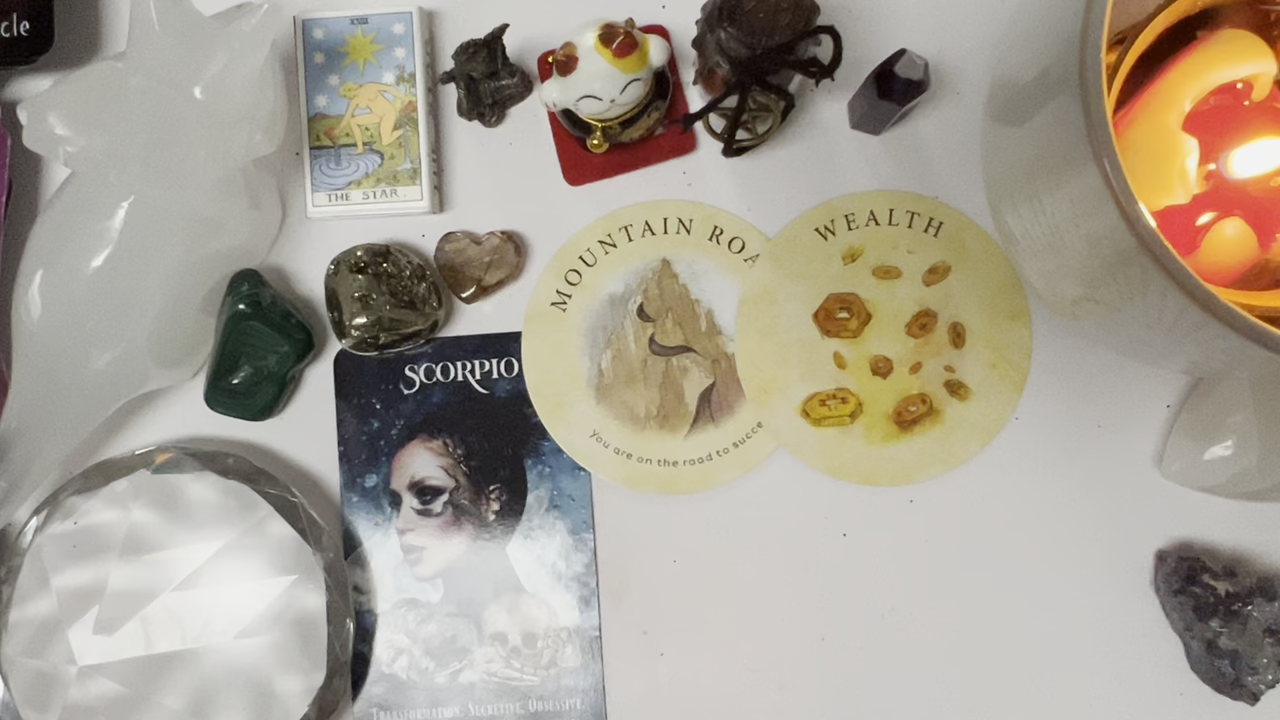 cle
XVII
THE STAR.
MOUNTAIN ROA
You are on the road to succe
WEALTH
SCORPIO
TRANSFORMATION, SECRETIVE, OBSESSIVE